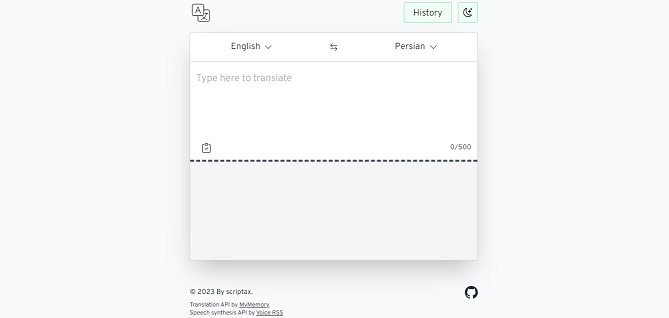 History
English Persian
Type here to translate
0/500
© 2023 By scriptax.
Translation API by MyMemory
Speech synthesis API by Voice RSS